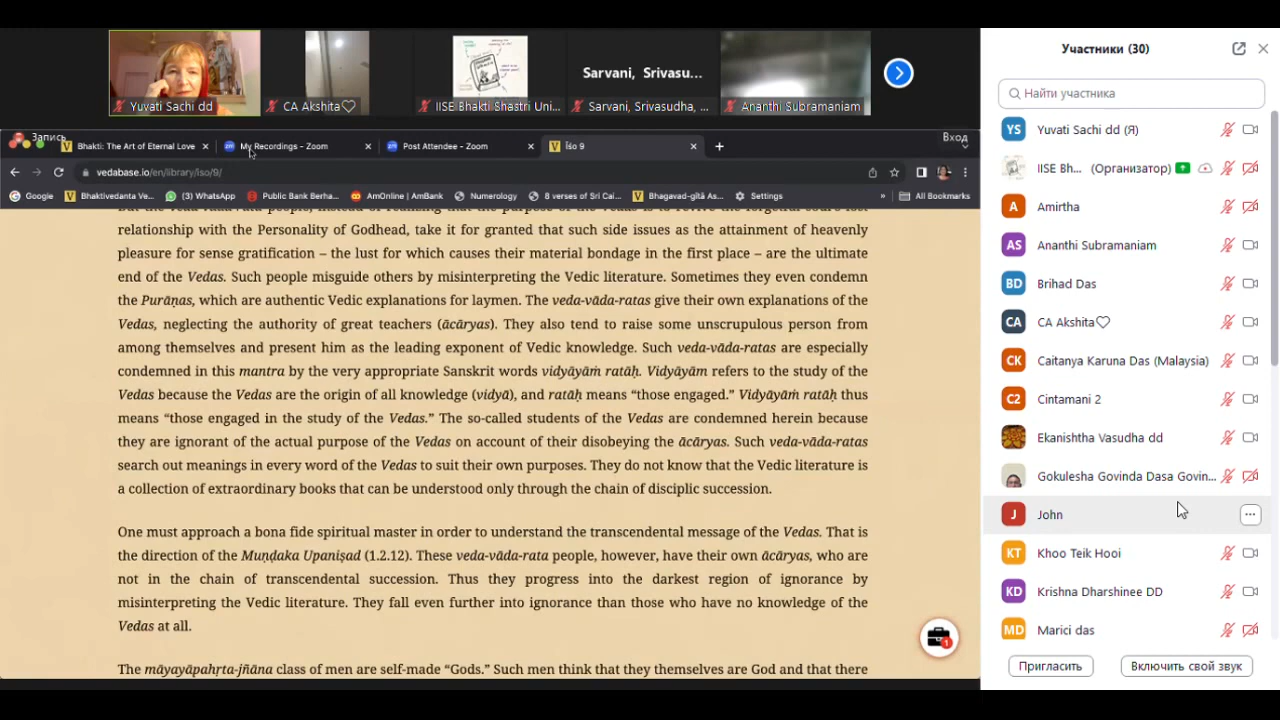 Участники (30)
Sarvani, Srivasu...
Yuvati Sachi dd
CA Akshita♡
IISE Bhakti Shastri Uni...
Sarvani, Srivasudha, ...
Ananthi Subramaniam
Найти участника
Запись
Вход
Bhakti: The Art of Eternal Love
My Recordings - Zoom
Post Attendee - Zoom
Īśo 9
vedabase.io/en/library/iso/9/
Google
Bhaktivedanta Ve...
WhatsApp
Public Bank Berha...
AmOnline | AmBank
Numerology
8 verses of Sri Cai...
Bhagavad-gītā As...
Settings
»
All Bookmarks
relationship with the Personality of Godhead, take it for granted that such side issues as the attainment of heavenly
pleasure for sense gratification – the lust for which causes their material bondage in the first place – are the ultimate
end of the Vedas. Such people misguide others by misinterpreting the Vedic literature. Sometimes they even condemn
the Purāṇas, which are authentic Vedic explanations for laymen. The veda-vāda-ratas give their own explanations of the
Vedas, neglecting the authority of great teachers (ācāryas). They also tend to raise some unscrupulous person from
among themselves and present him as the leading exponent of Vedic knowledge. Such veda-vāda-ratas are especially
condemned in this mantra by the very appropriate Sanskrit words vidyāyāṁ ratāḥ. Vidyāyām refers to the study of the
Vedas because the Vedas are the origin of all knowledge (vidyā), and ratāḥ means “those engaged.” Vidyāyāṁ ratāḥ thus
means “those engaged in the study of the Vedas.” The so-called students of the Vedas are condemned herein because
they are ignorant of the actual purpose of the Vedas on account of their disobeying the ācāryas. Such veda-vāda-ratas
search out meanings in every word of the Vedas to suit their own purposes. They do not know that the Vedic literature is
a collection of extraordinary books that can be understood only through the chain of disciplic succession.
One must approach a bona fide spiritual master in order to understand the transcendental message of the Vedas. That is
the direction of the Muṇḍaka Upaniṣad (1.2.12). These veda-vāda-rata people, however, have their own ācāryas, who are
not in the chain of transcendental succession. Thus they progress into the darkest region of ignorance by
misinterpreting the Vedic literature. They fall even further into ignorance than those who have no knowledge of the
Vedas at all.
The māyayāpahṛta-jñāna class of men are self-made “Gods.” Such men think that they themselves are God and that there
1
YS Yuvati Sachi dd (Я)
IISE Bh... (Организатор)
A Amirtha
AS Ananthi Subramaniam
BD Brihad Das
CA CA Akshita♡
CK Caitanya Karuna Das (Malaysia)
C2 Cintamani 2
Ekanishtha Vasudha dd
Gokulesha Govinda Dasa Govin...
J John
KT Khoo Teik Hooi
KD Krishna Dharshinee DD
MD Marici das
Пригласить
Включить свой звук